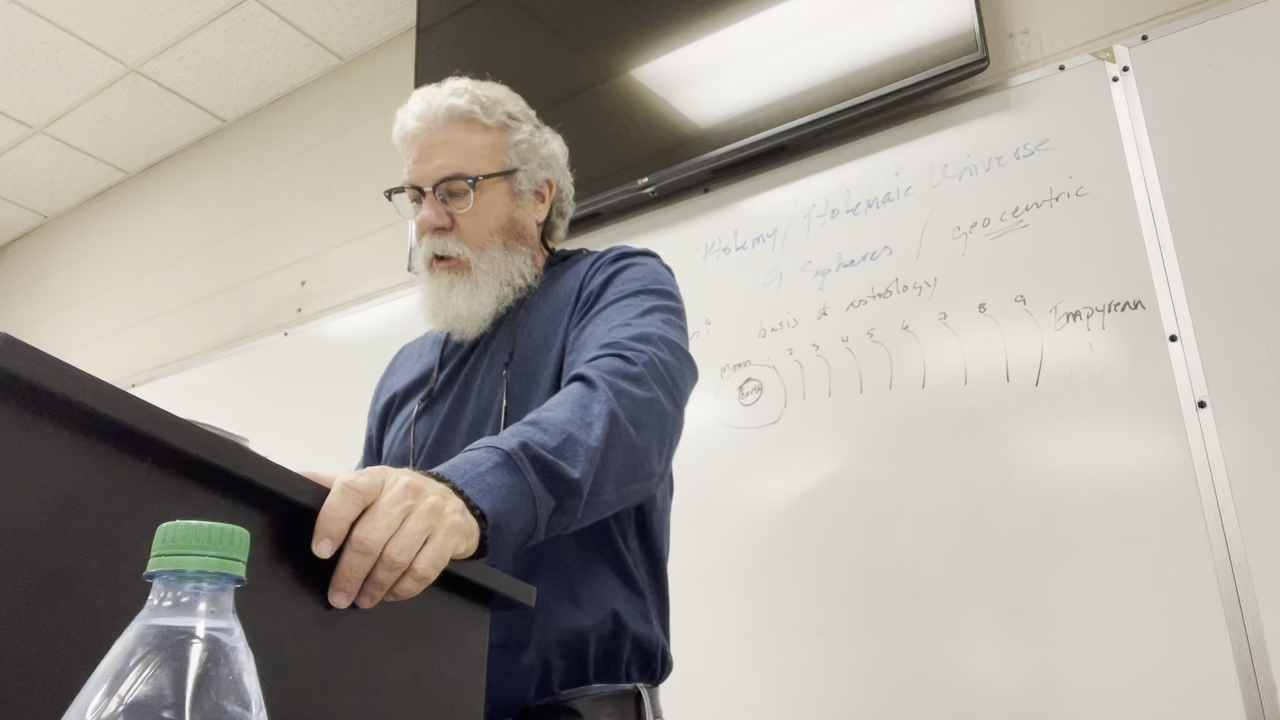 Ptolemy / Ptolemaic Universe
9 Spheres / geocentric
basis of astrology
Moon 2 3 4 5 6 7 8 9 Empyrean
Earth